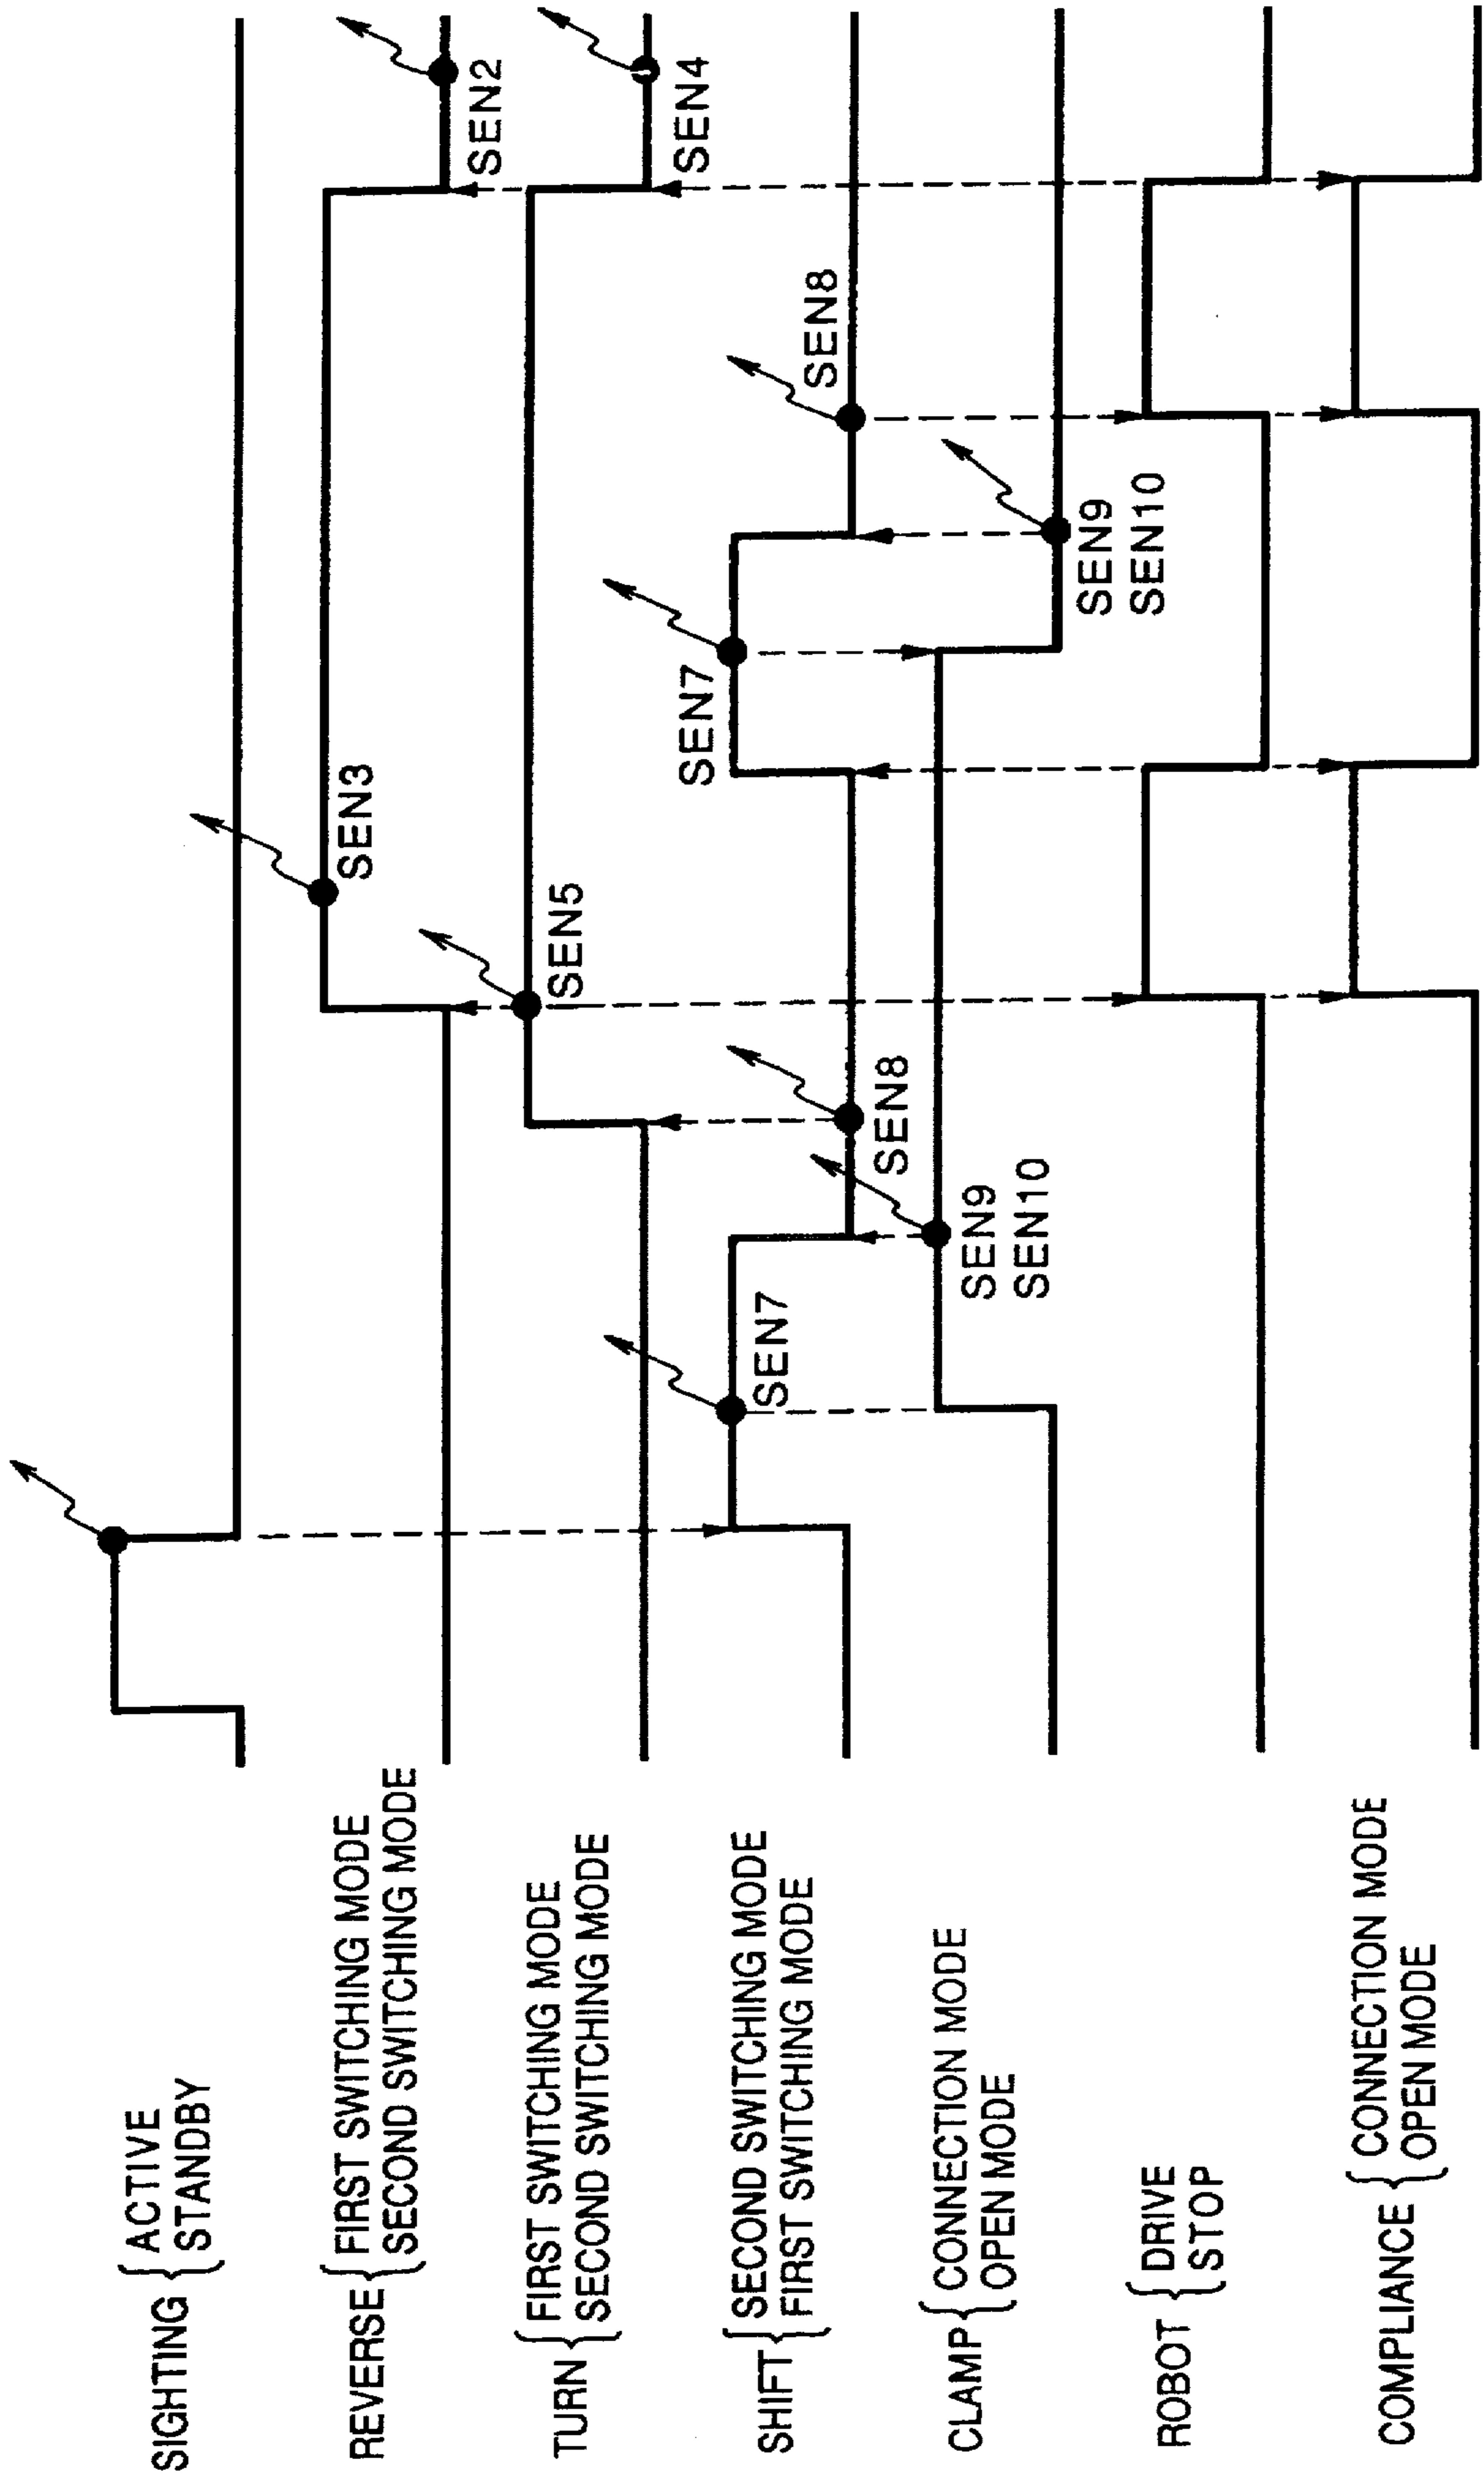 SIGHTING { ACTIVE
STANDBY
REVERSE { FIRST SWITCHING MODE
SECOND SWITCHING MODE
TURN { FIRST SWITCHING MODE
SECOND SWITCHING MODE
SHIFT { SECOND SWITCHING MODE
FIRST SWITCHING MODE
CLAMP { CONNECTION MODE
OPEN MODE
ROBOT { DRIVE
STOP
COMPLIANCE { CONNECTION MODE
OPEN MODE
SEN3
SEN2
SEN5
SEN4
SEN7
SEN8
SEN7
SEN8
SEN9
SEN10
SEN9
SEN10